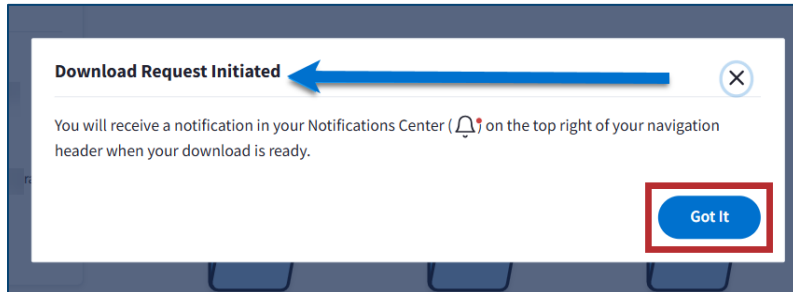 Download Request Initiated
You will receive a notification in your Notifications Center ( ) on the top right of your navigation
header when your download is ready.
Got It